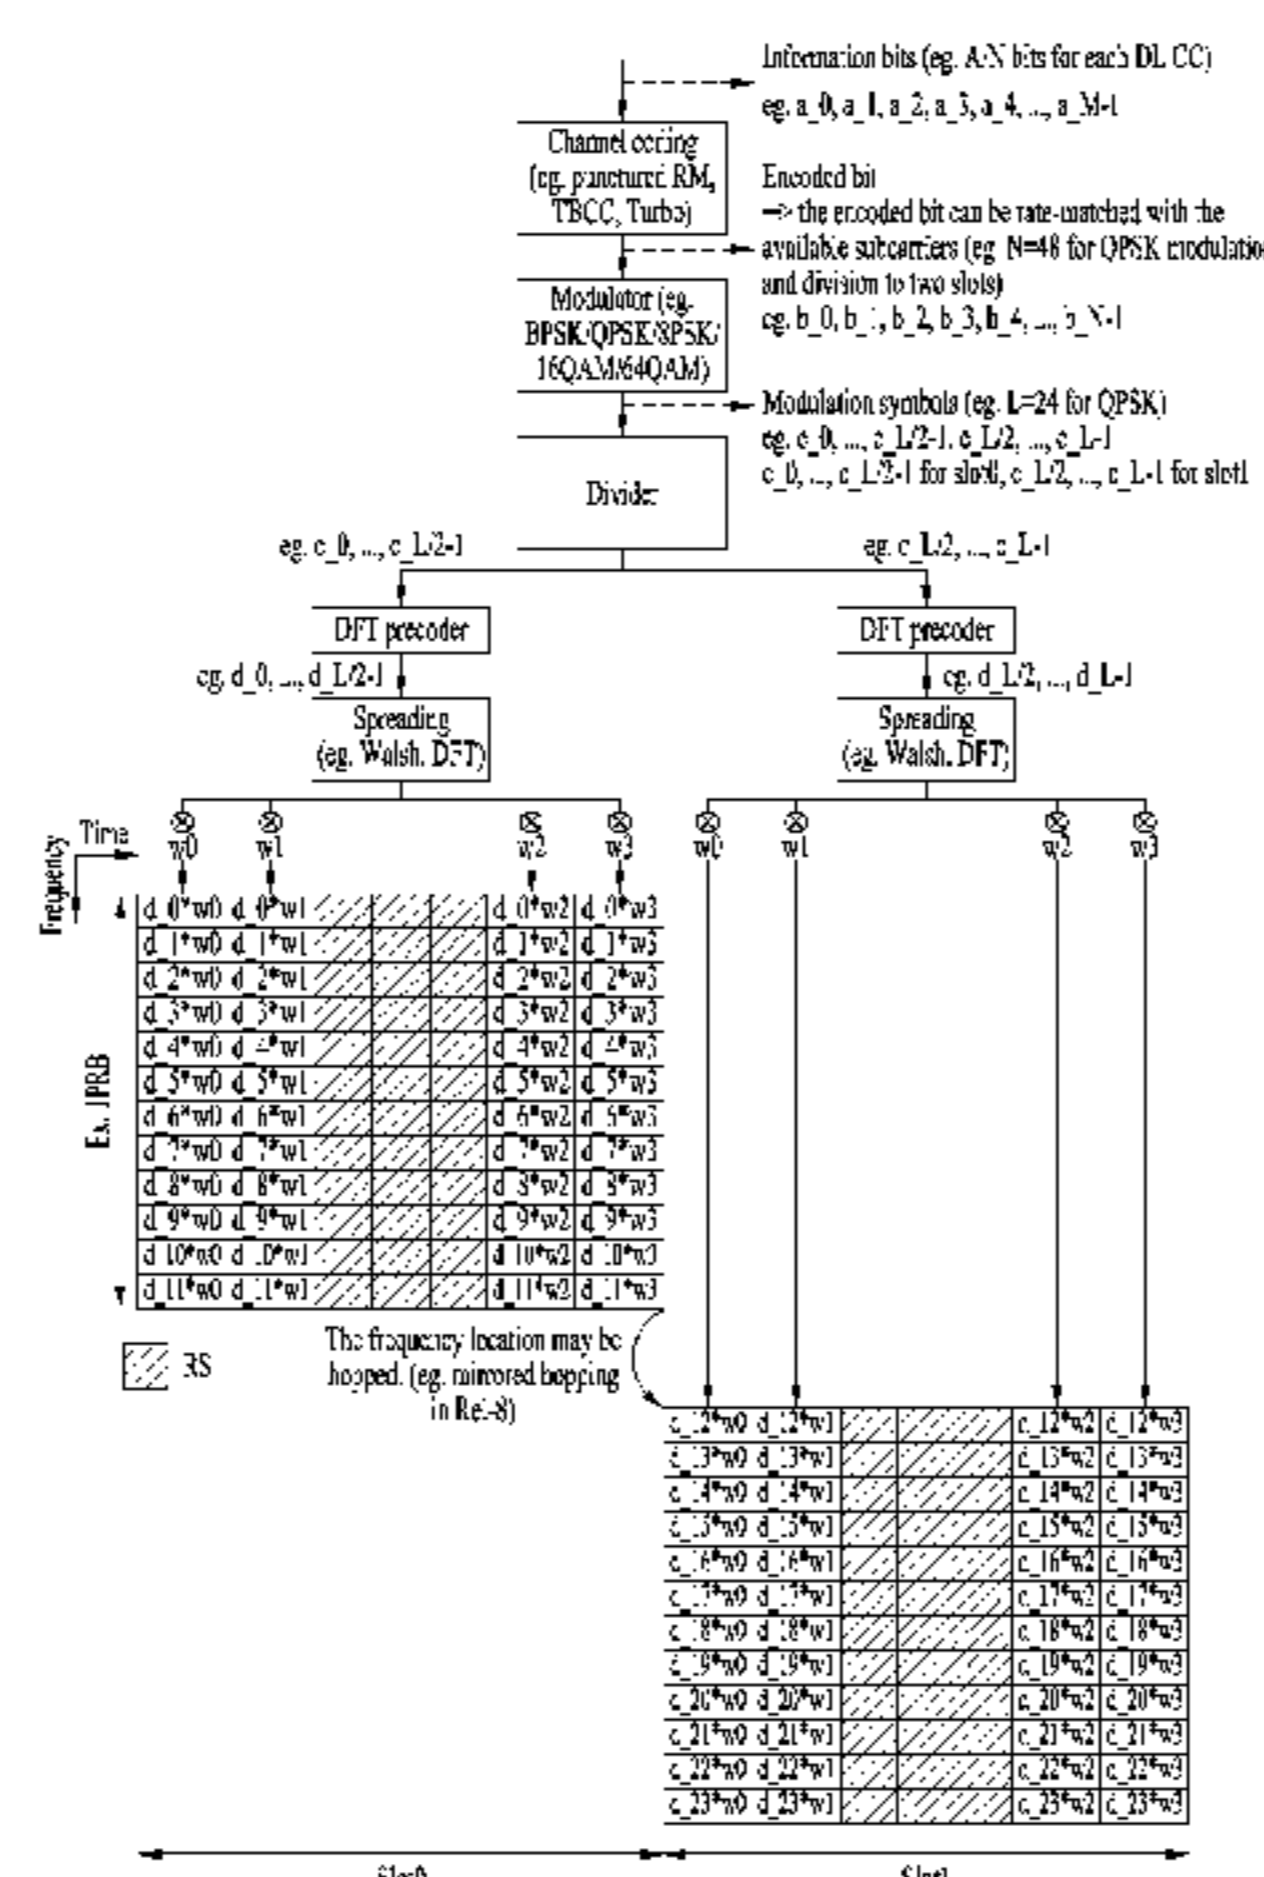 Information bits (eg. A/N bits for each DL CC)
eg. a_0, a_1, a_2, a_3, a_4, ..., a_M-1
Channel coding
(eg. punctured RM,
TBCC, Turbo)
Encoded bit
--> the encoded bit can be rate-matched with the
available subcarriers (eg. N=48 for QPSK modulation
and division to two slots)
eg. b_0, b_1, b_2, b_3, b_4, ..., b_N-1
Modulator (eg.
BPSK/QPSK/8PSK/
16QAM/64QAM)
Modulation symbols (eg. L=24 for QPSK)
eg. c_0, ..., c_L/2-1, c_L/2, ..., c_L-1
c_0, ..., c_L/2-1 for slot0, c_L/2, ..., c_L-1 for slot1
Divider
eg. c_0, ..., c_L/2-1 eg. c_L/2, ..., c_L-1
DFT precoder DFT precoder
eg. d_0, ..., d_L/2-1 eg. d_L/2, ..., d_L-1
Spreading Spreading
(eg. Walsh, DFT) (eg. Walsh, DFT)
Time
Frequency
w0 w1 w2 w3 w0 w1 w2 w3
d_0*w0 d_0*w1 d_0*w2 d_0*w3
d_1*w0 d_1*w1 d_1*w2 d_1*w3
d_2*w0 d_2*w1 d_2*w2 d_2*w3
d_3*w0 d_3*w1 d_3*w2 d_3*w3
d_4*w0 d_4*w1 d_4*w2 d_4*w3
d_5*w0 d_5*w1 d_5*w2 d_5*w3
d_6*w0 d_6*w1 d_6*w2 d_6*w3
d_7*w0 d_7*w1 d_7*w2 d_7*w3
d_8*w0 d_8*w1 d_8*w2 d_8*w3
d_9*w0 d_9*w1 d_9*w2 d_9*w3
d_10*w0 d_10*w1 d_10*w2 d_10*w3
d_11*w0 d_11*w1 d_11*w2 d_11*w3
Ex. 1PRB
RS
The frequency location may be
hopped. (eg. mirrored hopping
in Rel-8)
d_12*w0 d_12*w1 d_12*w2 d_12*w3
d_13*w0 d_13*w1 d_13*w2 d_13*w3
d_14*w0 d_14*w1 d_14*w2 d_14*w3
d_15*w0 d_15*w1 d_15*w2 d_15*w3
d_16*w0 d_16*w1 d_16*w2 d_16*w3
d_17*w0 d_17*w1 d_17*w2 d_17*w3
d_18*w0 d_18*w1 d_18*w2 d_18*w3
d_19*w0 d_19*w1 d_19*w2 d_19*w3
d_20*w0 d_20*w1 d_20*w2 d_20*w3
d_21*w0 d_21*w1 d_21*w2 d_21*w3
d_22*w0 d_22*w1 d_22*w2 d_22*w3
d_23*w0 d_23*w1 d_23*w2 d_23*w3